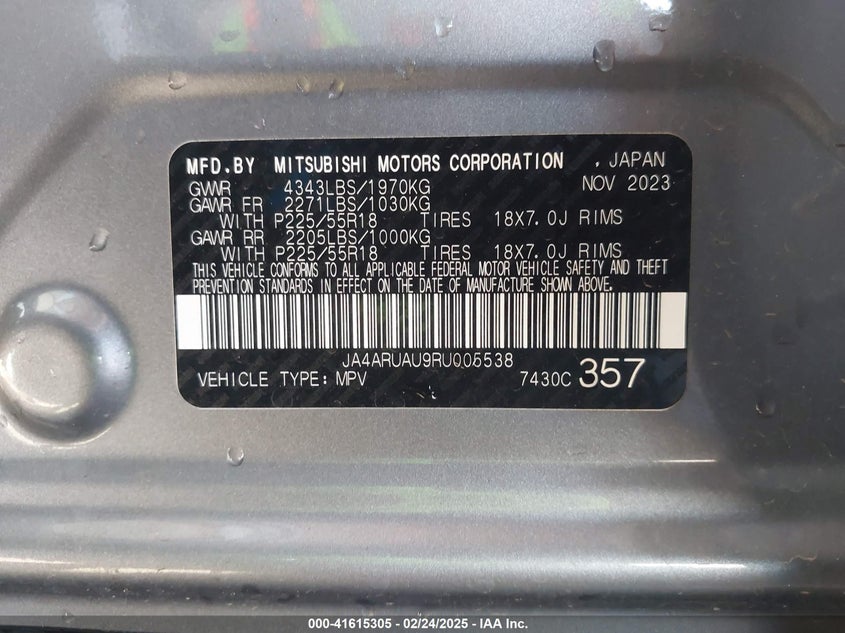 MFD.BY MITSUBISHI MOTORS CORPORATION . JAPAN
GVWR 4343LBS/1970KG NOV 2023
GAWR FR 2271LBS/1030KG
WITH P225/55R18 TIRES 18X7.0J RIMS
GAWR RR 2205LBS/1000KG
WITH P225/55R18 TIRES 18X7.0J RIMS
THIS VEHICLE CONFORMS TO ALL APPLICABLE FEDERAL MOTOR VEHICLE SAFETY AND THEFT
PREVENTION STANDARDS IN EFFECT ON THE DATE OF MANUFACTURE SHOWN ABOVE.
JA4ARUAU9RU005538
VEHICLE TYPE: MPV 7430C 357
000-41615305 - 02/24/2025 - IAA Inc.